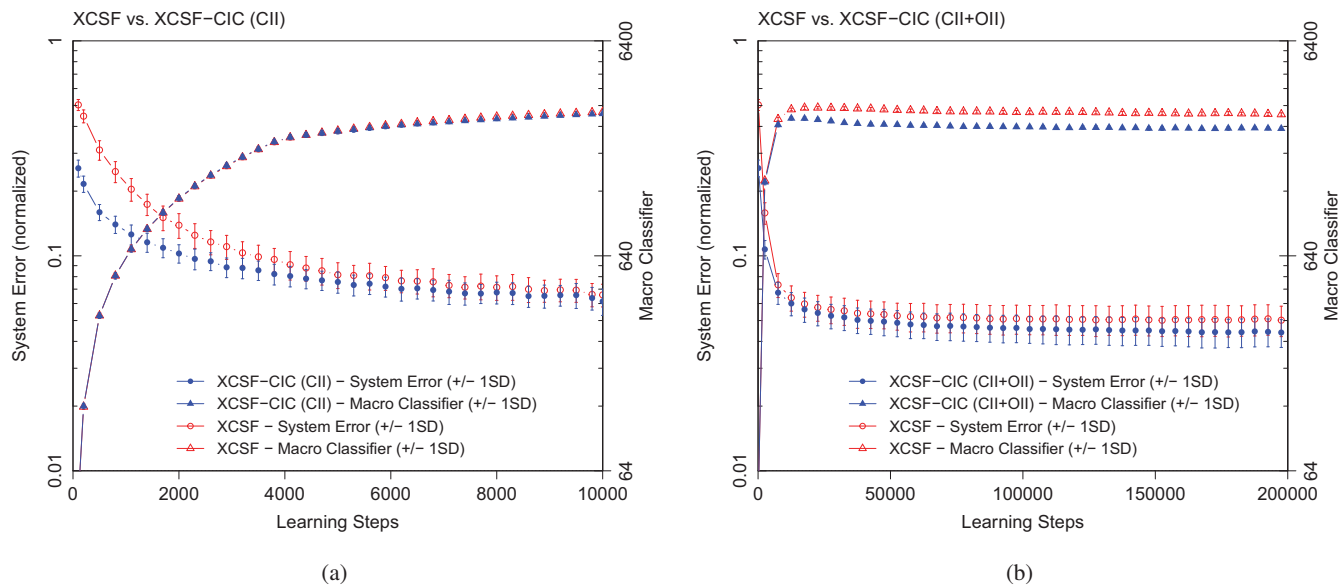 XCSF vs. XCSF−CIC (CII)
1
0.1
0.01
System Error (normalized)
6400
640
64
Macro Classifier
XCSF−CIC (CII) − System Error (+/− 1SD)
XCSF−CIC (CII) − Macro Classifier (+/− 1SD)
XCSF − System Error (+/− 1SD)
XCSF − Macro Classifier (+/− 1SD)
0 2000 4000 6000 8000 10000
Learning Steps
(a)
XCSF vs. XCSF−CIC (CII+OII)
1
0.1
0.01
System Error (normalized)
6400
640
64
Macro Classifier
XCSF−CIC (CII+OII) − System Error (+/− 1SD)
XCSF−CIC (CII+OII) − Macro Classifier (+/− 1SD)
XCSF − System Error (+/− 1SD)
XCSF − Macro Classifier (+/− 1SD)
0 50000 100000 150000 200000
Learning Steps
(b)